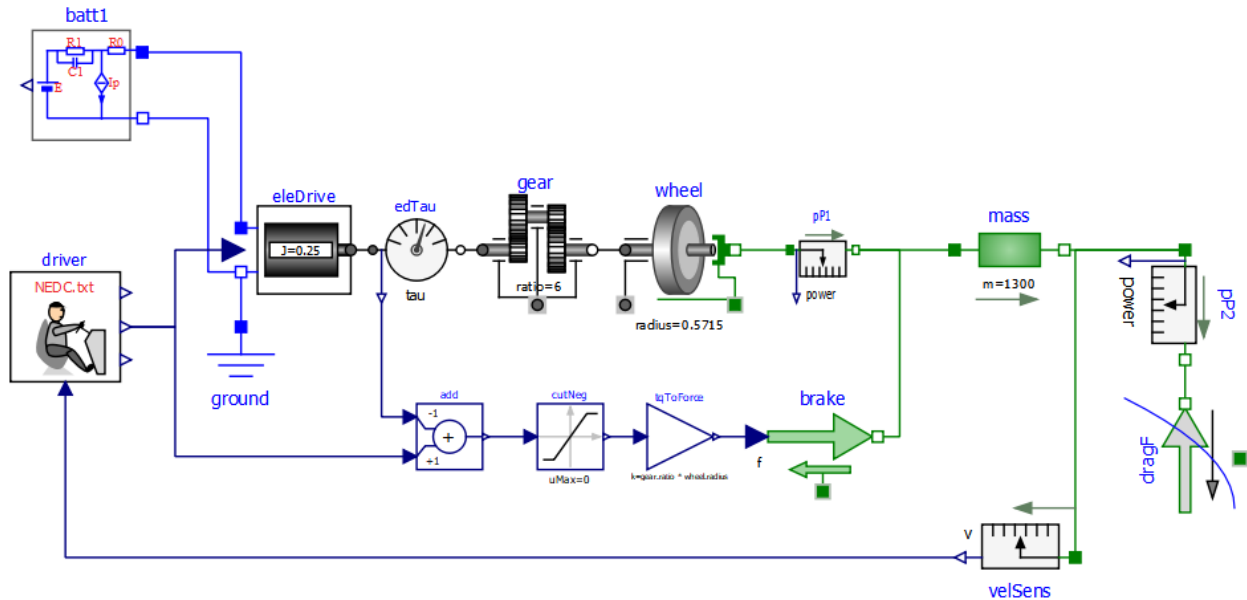 batt1
R1
R0
C1
Ip
E
eleDrive
J=0.25
edTau
tau
gear
ratio=6
wheel
radius=0.5715
pP1
power
mass
m=1300
power
pP2
driver
NEDC.txt
ground
add
-1
+
+1
cutNeg
uMax=0
tqToForce
k=gear.ratio * wheel.radius
brake
f
dragF
v
velSens